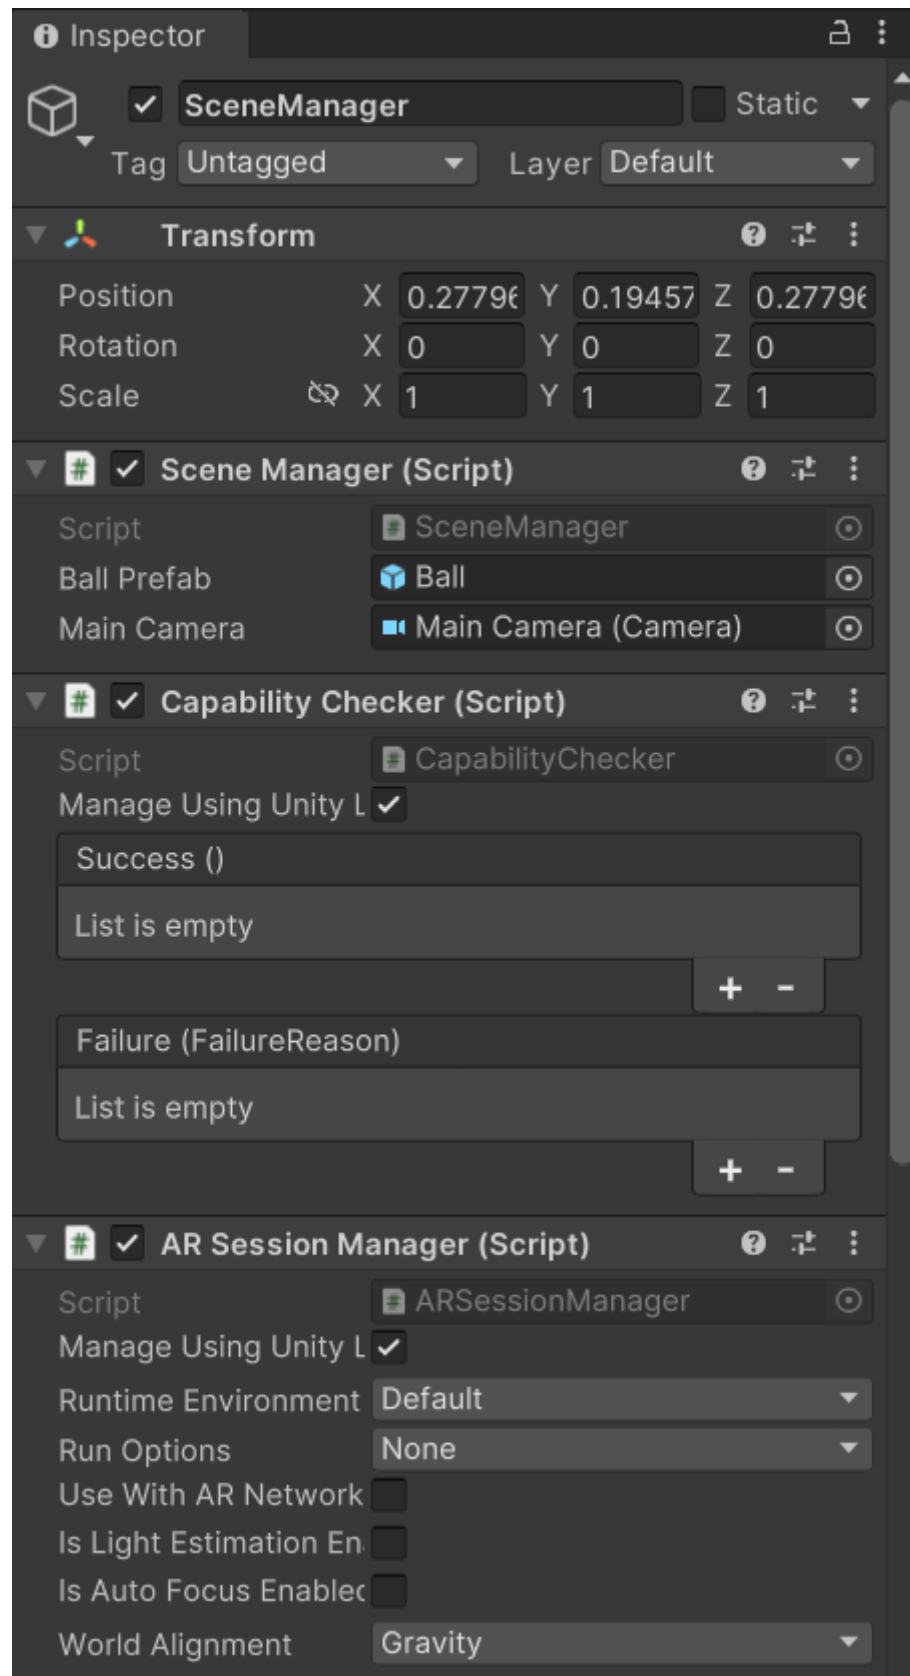 Inspector
SceneManager Static
Tag Untagged Layer Default
Transform
Position X 0.27796 Y 0.19457 Z 0.27796
Rotation X 0 Y 0 Z 0
Scale X 1 Y 1 Z 1
# Scene Manager (Script)
Script # SceneManager
Ball Prefab Ball
Main Camera Main Camera (Camera)
# Capability Checker (Script)
Script # CapabilityChecker
Manage Using Unity L
Success ()
List is empty
+ -
Failure (FailureReason)
List is empty
+ -
# AR Session Manager (Script)
Script # ARSessionManager
Manage Using Unity L
Runtime Environment Default
Run Options None
Use With AR Network
Is Light Estimation En
Is Auto Focus Enabled
World Alignment Gravity